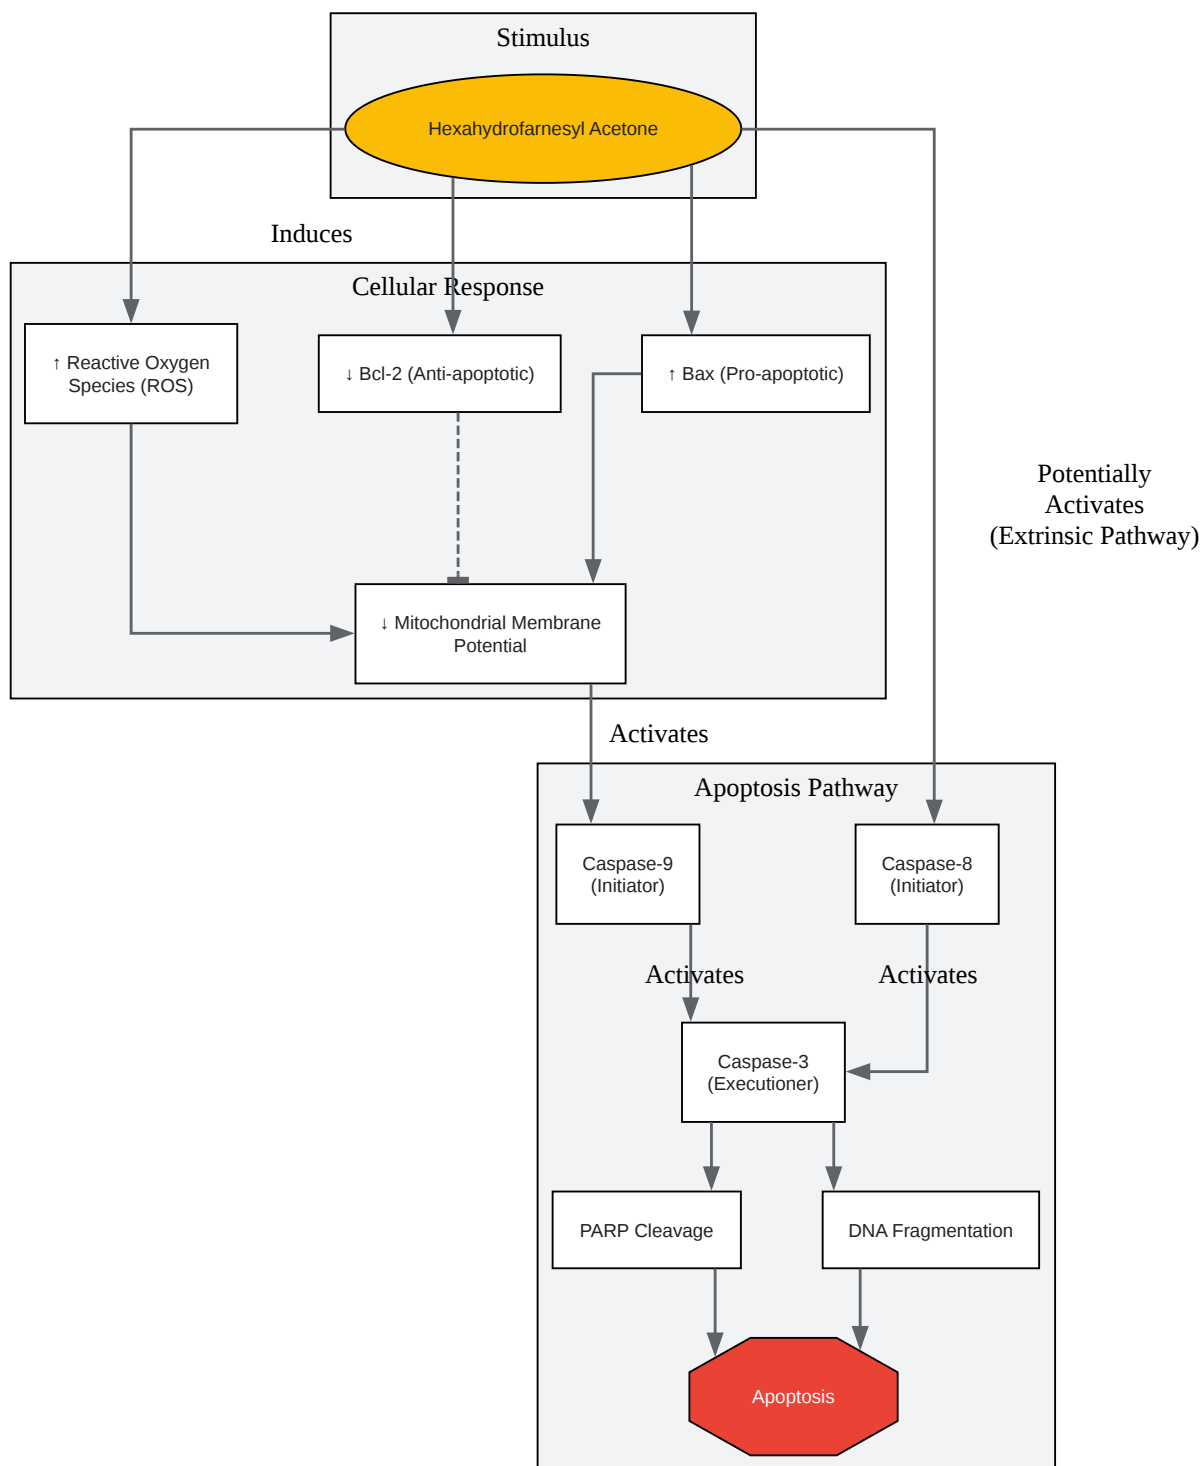 Stimulus
Hexahydrofarnesyl Acetone
Induces
Cellular Response
↑ Reactive Oxygen
Species (ROS)
↓ Bcl-2 (Anti-apoptotic)
↑ Bax (Pro-apoptotic)
Potentially
Activates
(Extrinsic Pathway)
↓ Mitochondrial Membrane
Potential
Activates
Apoptosis Pathway
Caspase-9
(Initiator)
Caspase-8
(Initiator)
Activates
Activates
Caspase-3
(Executioner)
PARP Cleavage
DNA Fragmentation
Apoptosis